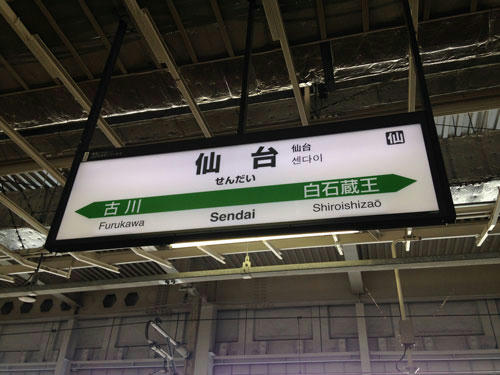 仙台
仙台
센다이
仙
せんだい
古川
白石蔵王
Furukawa
Sendai
Shiroishizaō